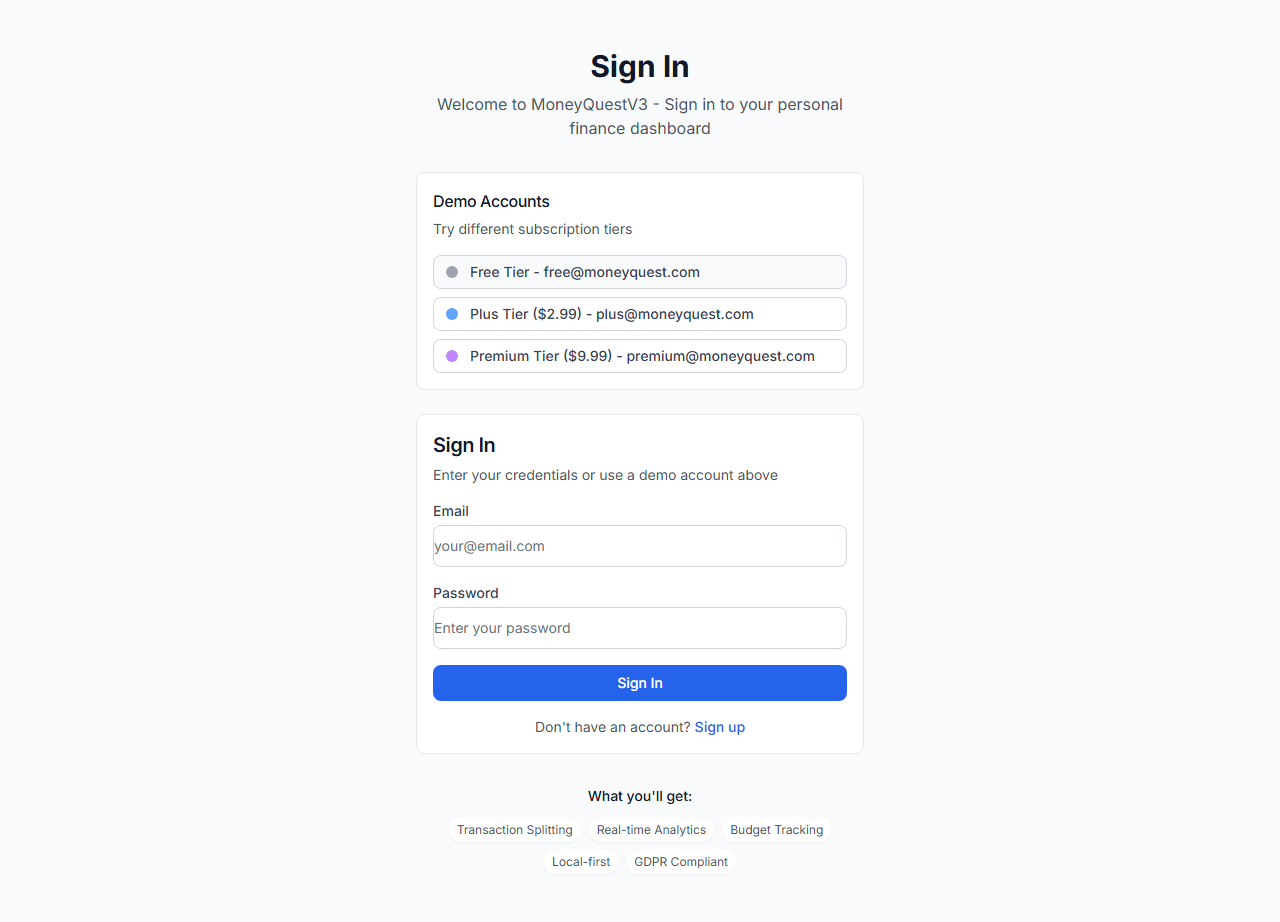 Sign In
Welcome to MoneyQuestV3 - Sign in to your personal
finance dashboard
Demo Accounts
Try different subscription tiers
Free Tier - free@moneyquest.com
Plus Tier ($2.99) - plus@moneyquest.com
Premium Tier ($9.99) - premium@moneyquest.com
Sign In
Enter your credentials or use a demo account above
Email
your@email.com
Password
Enter your password
Sign In
Don't have an account? Sign up
What you'll get:
Transaction Splitting Real-time Analytics Budget Tracking
Local-first GDPR Compliant